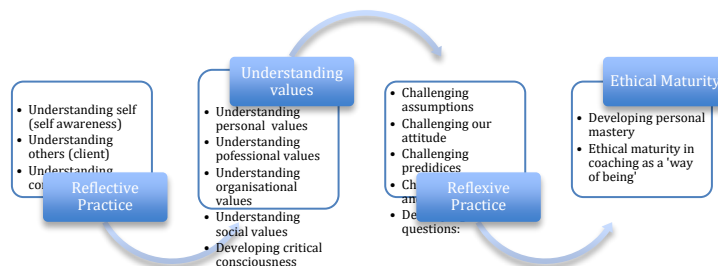 • Understanding self
(self awareness)
• Understanding
others (client)
• Understanding
Reflective
Practice
Understanding
values
• Understanding
personal values
• Understanding
pofessional values
• Understanding
organisational
values
• Understanding
social values
• Developing critical
consciousness
• Challenging
assumptions
• Challenging our
attitude
• Challenging
predidices
questions:
Reflexive
Practice
Ethical Maturity
• Developing personal
mastery
• Ethical maturity in
coaching as a 'way
of being'